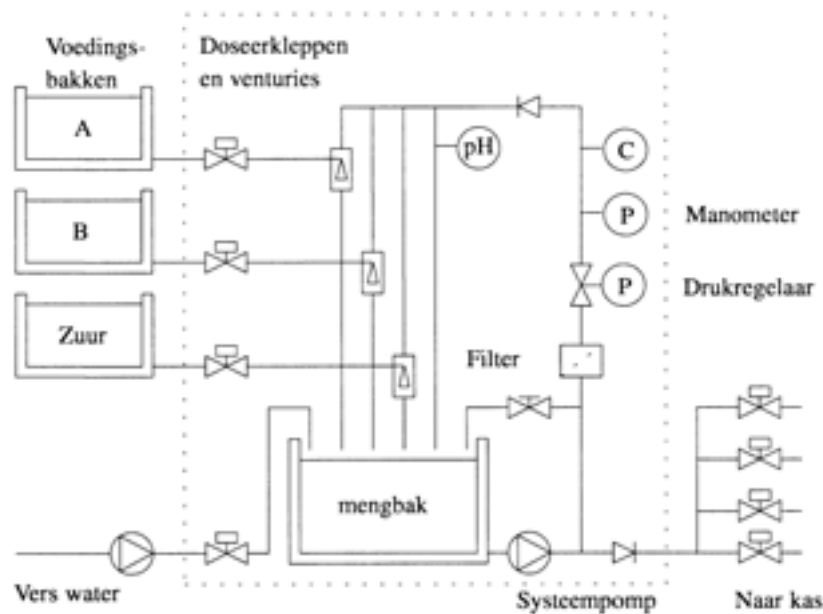 Voedings-
bakken
Doseerkleppen
en venturies
A
pH
C
B
P
Manometer
P
Drukregelaar
Zuur
Filter
mengbak
Vers water
Systeempomp
Naar kas